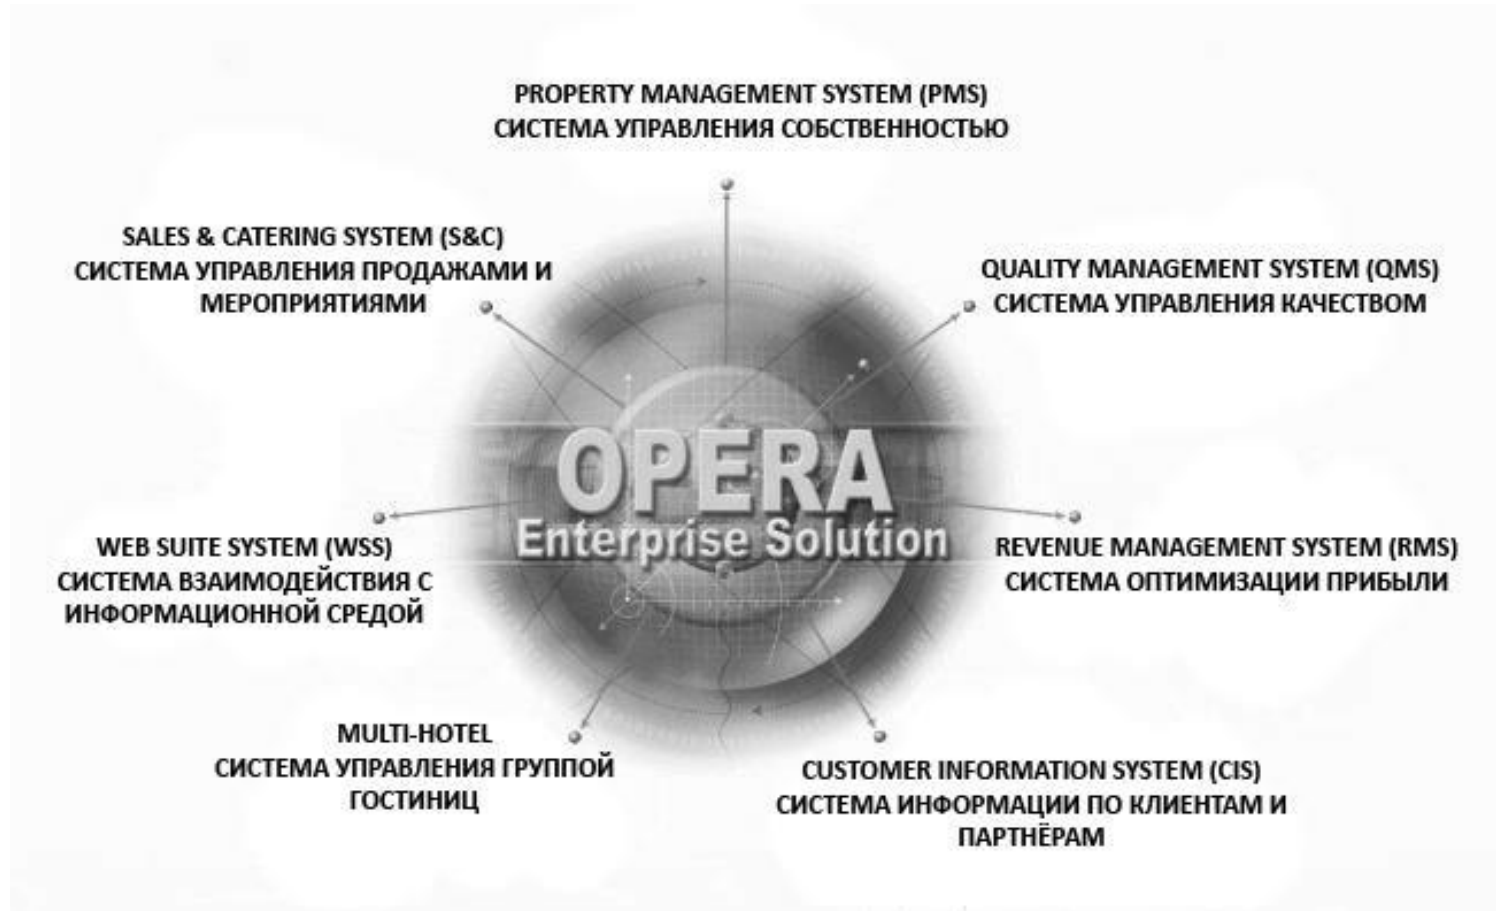 PROPERTY MANAGEMENT SYSTEM (PMS)
СИСТЕМА УПРАВЛЕНИЯ СОБСТВЕННОСТЬЮ
SALES & CATERING SYSTEM (S&C)
СИСТЕМА УПРАВЛЕНИЯ ПРОДАЖАМИ И
МЕРОПРИЯТИЯМИ
QUALITY MANAGEMENT SYSTEM (QMS)
СИСТЕМА УПРАВЛЕНИЯ КАЧЕСТВОМ
OPERA
Enterprise Solution
WEB SUITE SYSTEM (WSS)
СИСТЕМА ВЗАИМОДЕЙСТВИЯ С
ИНФОРМАЦИОННОЙ СРЕДОЙ
REVENUE MANAGEMENT SYSTEM (RMS)
СИСТЕМА ОПТИМИЗАЦИИ ПРИБЫЛИ
MULTI-HOTEL
СИСТЕМА УПРАВЛЕНИЯ ГРУППОЙ
ГОСТИНИЦ
CUSTOMER INFORMATION SYSTEM (CIS)
СИСТЕМА ИНФОРМАЦИИ ПО КЛИЕНТАМ И
ПАРТНЁРАМ